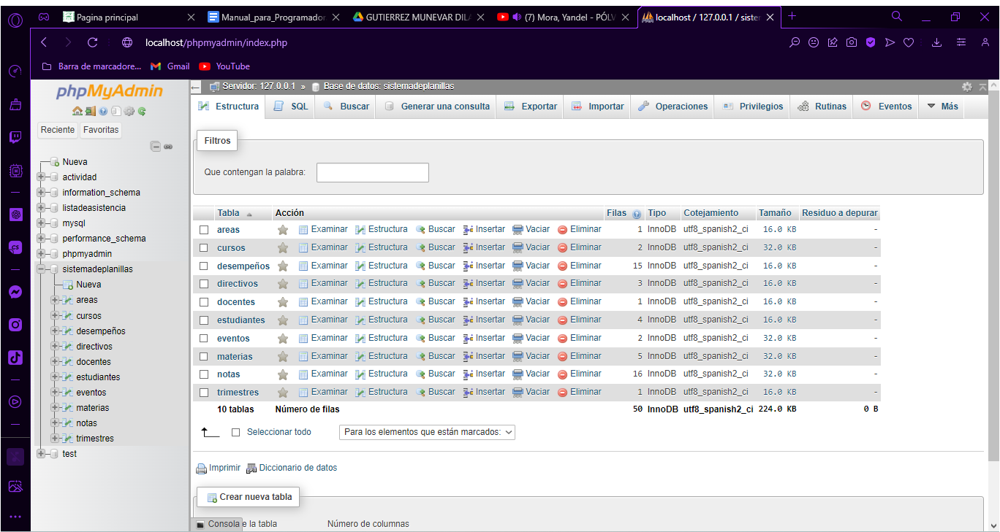 Pagina principal
Manual_para_Programador
GUTIERREZ MUNEVAR DIL
(7) Mora, Yandel - PÓLV
localhost / 127.0.0.1 / siste
localhost/phpmyadmin/index.php
Barra de marcadore... Gmail YouTube
phpMyAdmin
Reciente Favoritas
Nueva
actividad
information_schema
listadeasistencia
mysql
performance_schema
phpmyadmin
sistemadeplanillas
Nueva
areas
cursos
desempeños
directivos
docentes
estudiantes
eventos
materias
notas
trimestres
test
Servidor: 127.0.0.1 » Base de datos: sistemadeplanillas
Estructura SQL Buscar Generar una consulta Exportar Importar Operaciones Privilegios Rutinas Eventos Más
Filtros
Que contengan la palabra:
Tabla Acción Filas Tipo Cotejamiento Tamaño Residuo a depurar
areas Examinar Estructura Buscar Insertar Vaciar Eliminar 1 InnoDB utf8_spanish2_ci 16.0 KB -
cursos Examinar Estructura Buscar Insertar Vaciar Eliminar 2 InnoDB utf8_spanish2_ci 32.0 KB -
desempeños Examinar Estructura Buscar Insertar Vaciar Eliminar 15 InnoDB utf8_spanish2_ci 16.0 KB -
directivos Examinar Estructura Buscar Insertar Vaciar Eliminar 3 InnoDB utf8_spanish2_ci 16.0 KB -
docentes Examinar Estructura Buscar Insertar Vaciar Eliminar 1 InnoDB utf8_spanish2_ci 16.0 KB -
estudiantes Examinar Estructura Buscar Insertar Vaciar Eliminar 4 InnoDB utf8_spanish2_ci 16.0 KB -
eventos Examinar Estructura Buscar Insertar Vaciar Eliminar 2 InnoDB utf8_spanish2_ci 32.0 KB -
materias Examinar Estructura Buscar Insertar Vaciar Eliminar 5 InnoDB utf8_spanish2_ci 32.0 KB -
notas Examinar Estructura Buscar Insertar Vaciar Eliminar 16 InnoDB utf8_spanish2_ci 32.0 KB -
trimestres Examinar Estructura Buscar Insertar Vaciar Eliminar 1 InnoDB utf8_spanish2_ci 16.0 KB -
10 tablas Número de filas 50 InnoDB utf8_spanish2_ci 224.0 KB 0 B
Seleccionar todo Para los elementos que están marcados:
Imprimir Diccionario de datos
Crear nueva tabla
Consola e la tabla Número de columnas